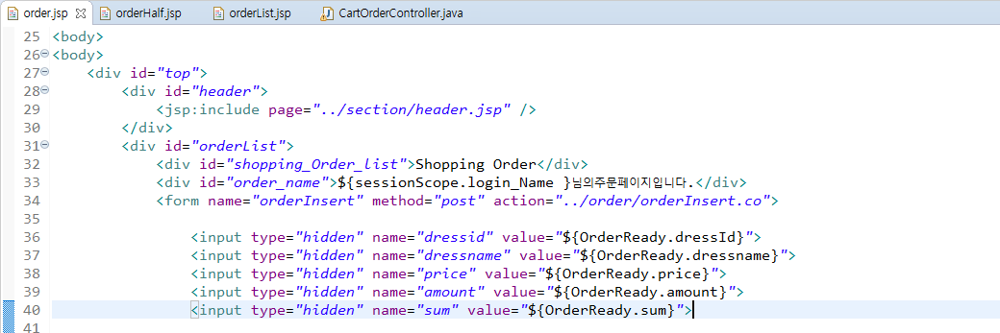 order.jsp orderHalf.jsp orderList.jsp CartOrderController.java
25 <body>
26 <body>
27 <div id="top">
28 <div id="header">
29 <jsp:include page="../section/header.jsp" />
30 </div>
31 <div id="orderList">
32 <div id="shopping_Order_list">Shopping Order</div>
33 <div id="order_name">${sessionScope.login_Name }님의주문페이지입니다.</div>
34 <form name="orderInsert" method="post" action="../order/orderInsert.co">
35
36 <input type="hidden" name="dressid" value="${OrderReady.dressId}">
37 <input type="hidden" name="dressname" value="${OrderReady.dressname}">
38 <input type="hidden" name="price" value="${OrderReady.price}">
39 <input type="hidden" name="amount" value="${OrderReady.amount}">
40 <input type="hidden" name="sum" value="${OrderReady.sum}">
41